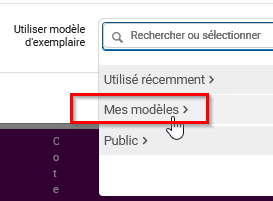 Utiliser modèle
d'exemplaire
Rechercher ou sélectionner
Utilisé récemment >
Mes modèles >
Public >
C
o
t
e